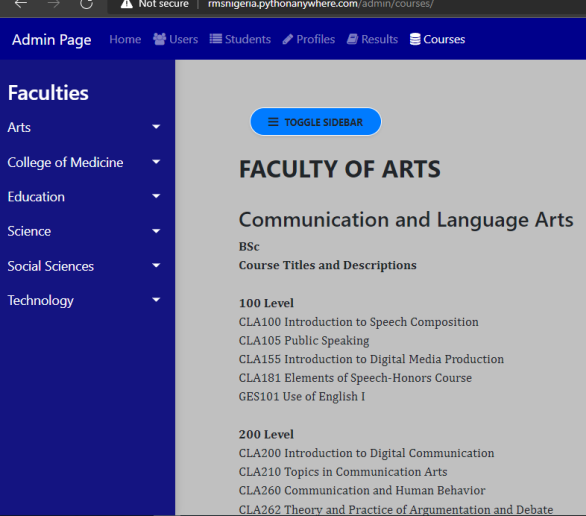 Not secure | rmsnigeria.pythonanywhere.com/admin/courses/
Admin Page Home Users Students Profiles Results Courses
Faculties
Arts
College of Medicine
Education
Science
Social Sciences
Technology
TOGGLE SIDEBAR
FACULTY OF ARTS
Communication and Language Arts
BSc
Course Titles and Descriptions
100 Level
CLA100 Introduction to Speech Composition
CLA105 Public Speaking
CLA155 Introduction to Digital Media Production
CLA181 Elements of Speech-Honors Course
GES101 Use of English I
200 Level
CLA200 Introduction to Digital Communication
CLA210 Topics in Communication Arts
CLA260 Communication and Human Behavior
CLA262 Theory and Practice of Argumentation and Debate